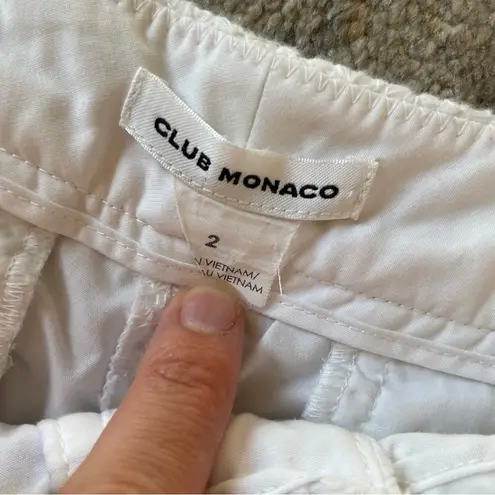 CLUB MONACO
2
N VIETNAM/
AU VIETNAM